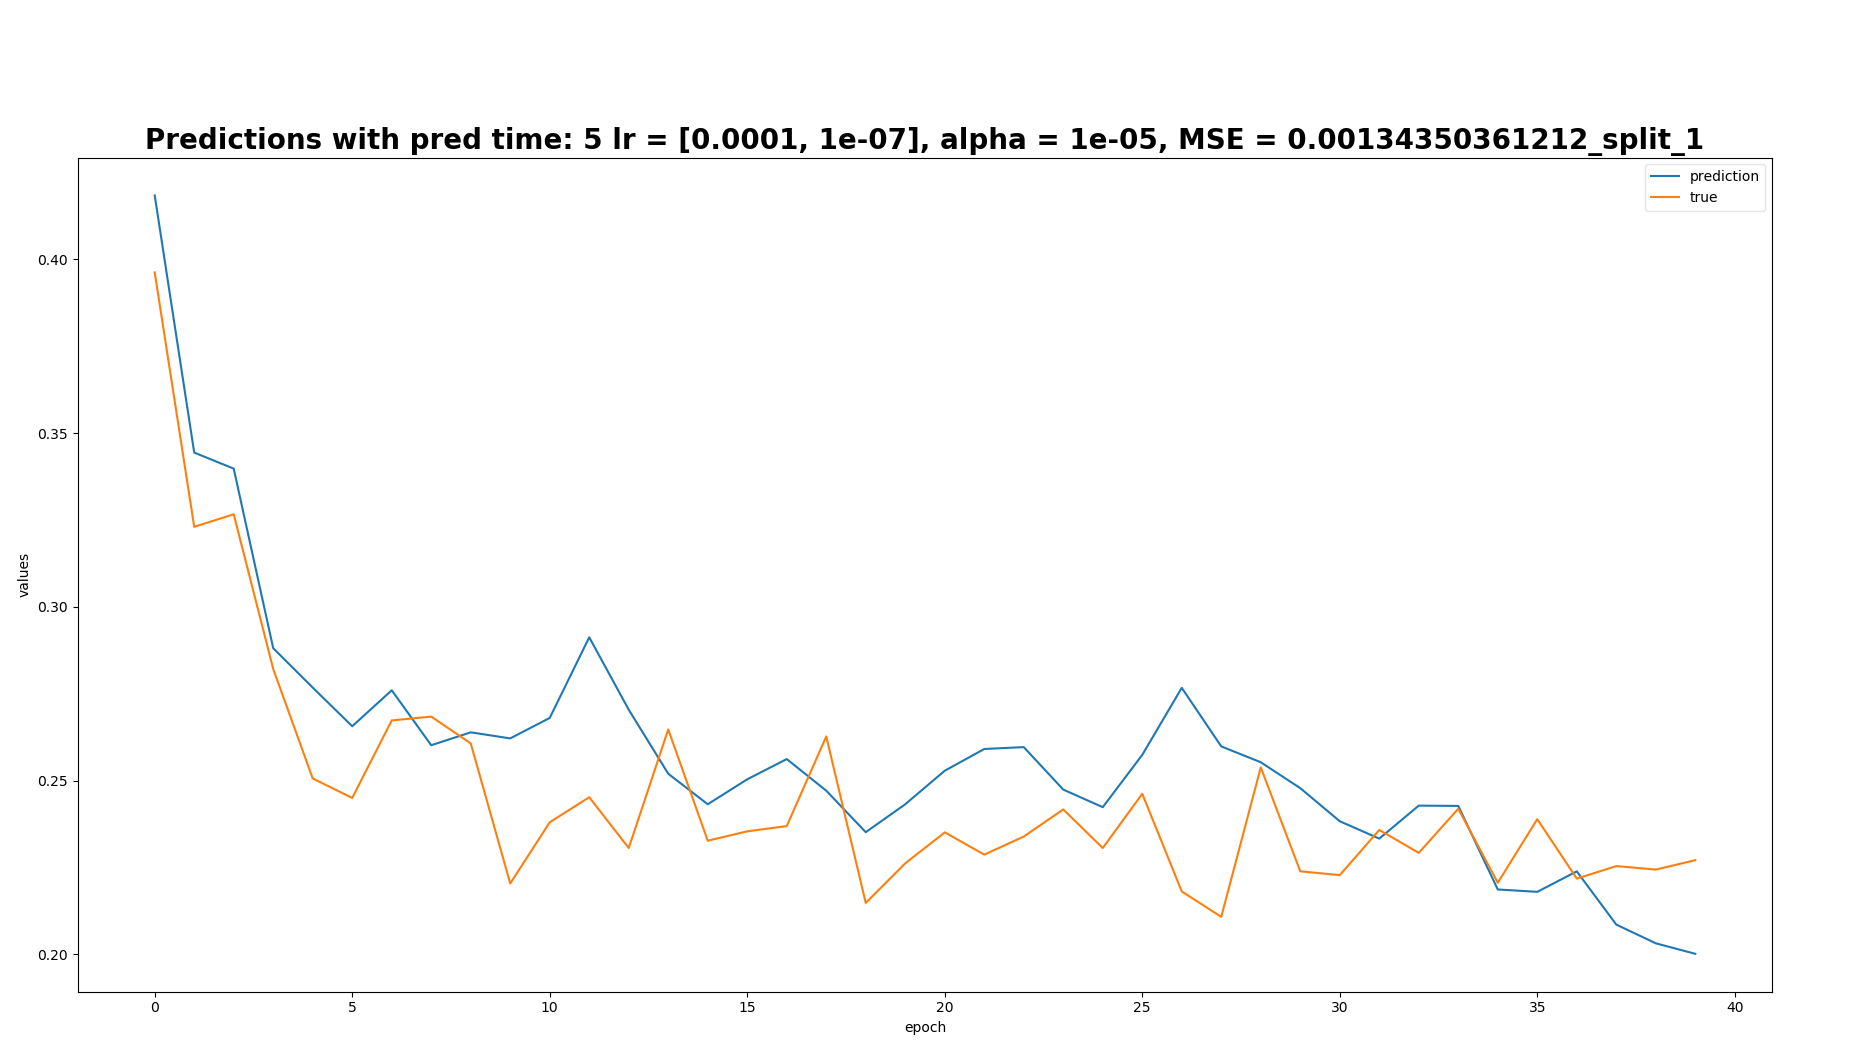 Predictions with pred time: 5 lr = [0.0001, 1e-07], alpha = 1e-05, MSE = 0.00134350361212_split_1
prediction
true
0.40
0.35
0.30
0.25
0.20
values
0 5 10 15 20 25 30 35 40
epoch